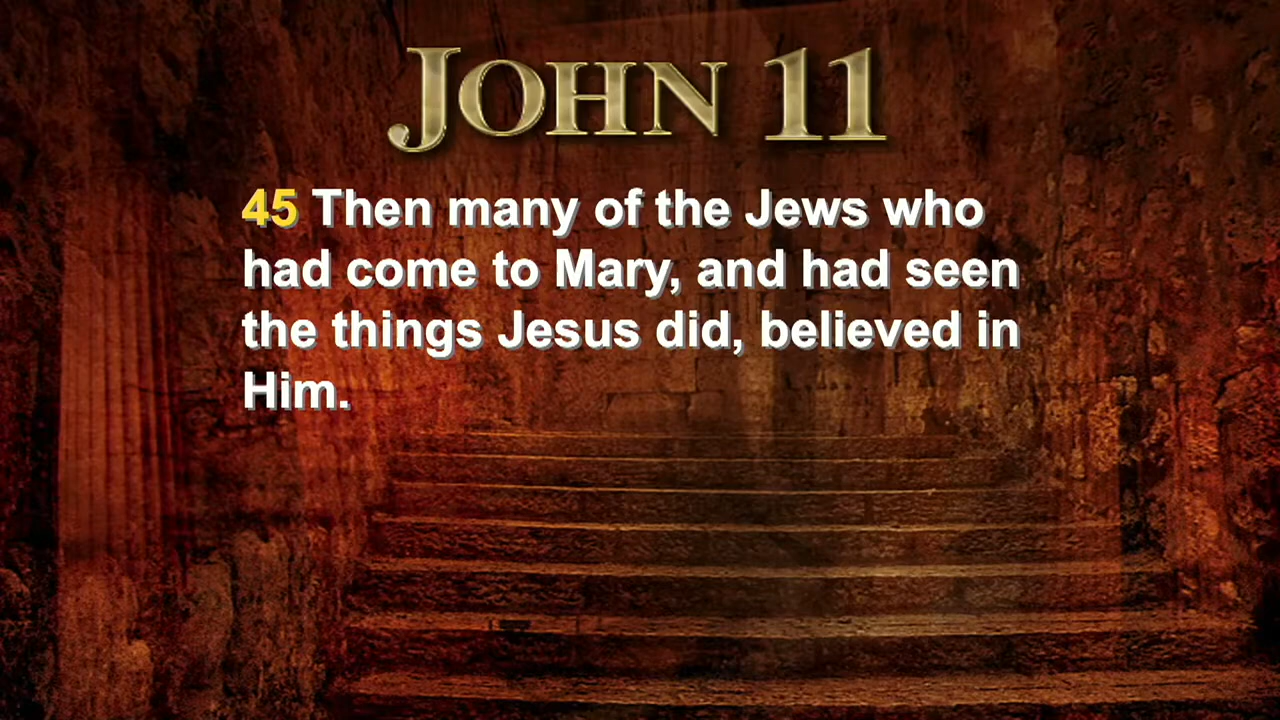 JOHN 11
45 Then many of the Jews who
had come to Mary, and had seen
the things Jesus did, believed in
Him.